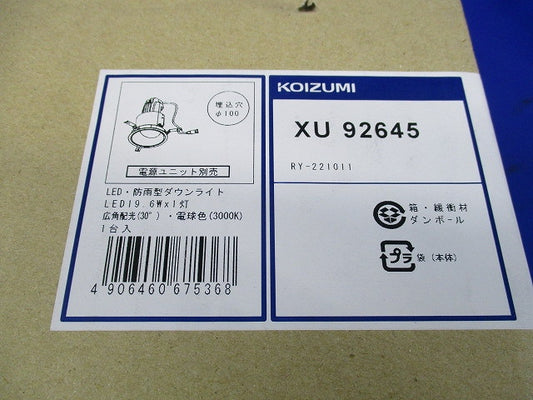 埋込穴
φ100
電源ユニット別売
LED・防雨型ダウンライト
LED19.6Wx1灯
広角配光(30°)・電球色(3000K)
1台入
4 906460 675368
KOIZUMI
XU 92645
RY-221011
箱・緩衝材
ダンボール
プラ
袋(本体)